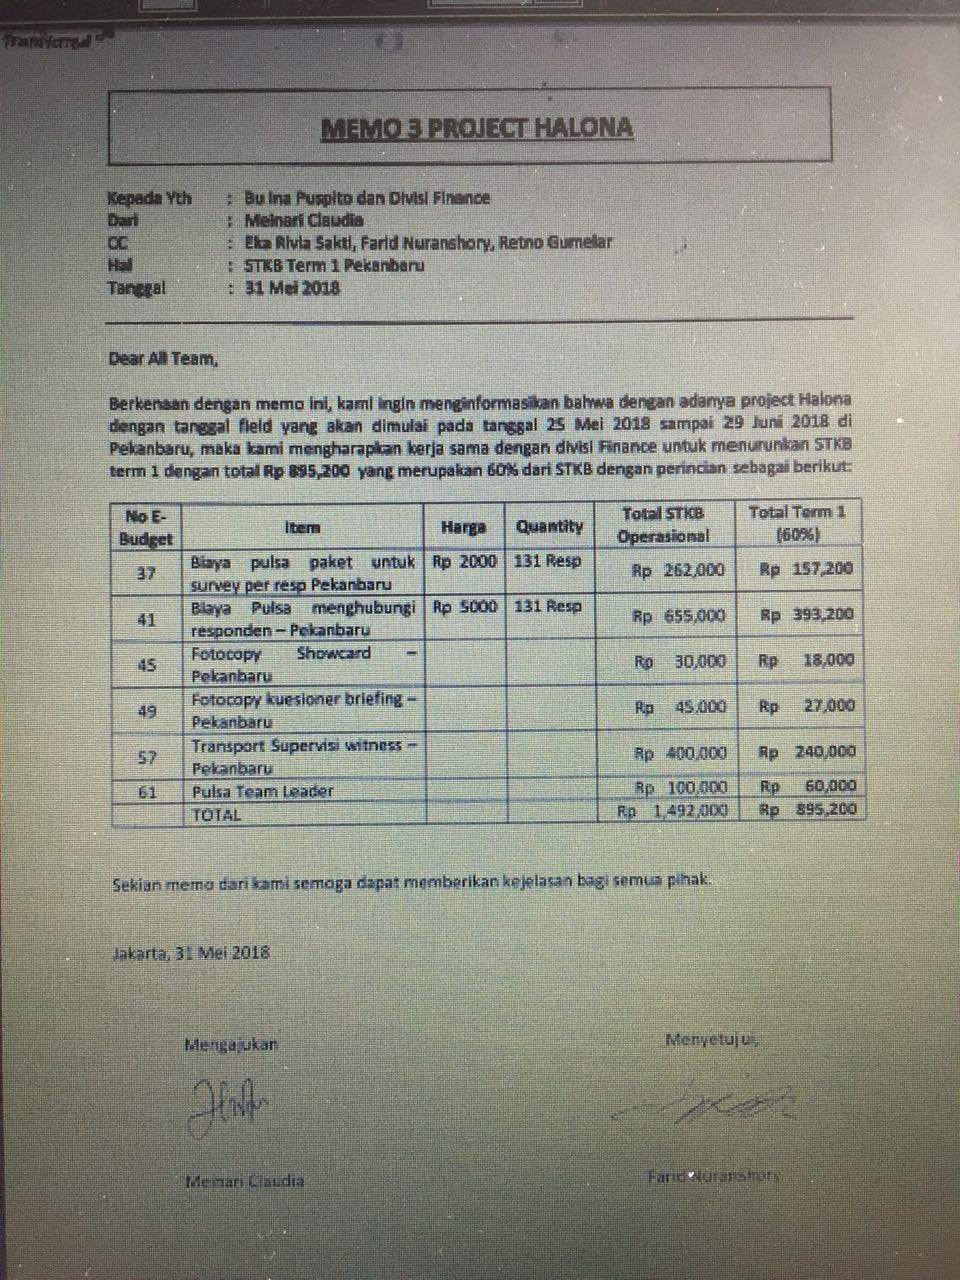 Transferred
MEMO 3 PROJECT HALONA
Kepada Yth : Bu Ina Puspito dan Divisi Finance
Dari : Meinari Claudia
CC : Eka Rivia Sakti, Farid Nuranshory, Retno Gumelar
Hal : STKB Term 1 Pekanbaru
Tanggal : 31 Mei 2018
Dear All Team,
Berkenaan dengan memo ini, kami ingin menginformasikan bahwa dengan adanya project Halona
dengan tanggal field yang akan dimulai pada tanggal 25 Mei 2018 sampai 29 Juni 2018 di
Pekanbaru, maka kami mengharapkan kerja sama dengan divisi Finance untuk menurunkan STKB
term 1 dengan total Rp 895,200 yang merupakan 60% dari STKB dengan perincian sebagai berikut:
No E-Budget Item Harga Quantity Total STKB Operasional Total Term 1 (60%)
37 Biaya pulsa paket untuk survey per resp Pekanbaru Rp 2000 131 Resp Rp 262,000 Rp 157,200
41 Biaya Pulsa menghubungi responden – Pekanbaru Rp 5000 131 Resp Rp 655,000 Rp 393,200
45 Fotocopy Showcard – Pekanbaru Rp 30,000 Rp 18,000
49 Fotocopy kuesioner briefing – Pekanbaru Rp 45,000 Rp 27,000
57 Transport Supervisi witness – Pekanbaru Rp 400,000 Rp 240,000
61 Pulsa Team Leader Rp 100,000 Rp 60,000
TOTAL Rp 1,492,000 Rp 895,200
Sekian memo dari kami semoga dapat memberikan kejelasan bagi semua pihak.
Jakarta, 31 Mei 2018
Mengajukan Menyetujui,
Meinari Claudia Farid Nuranshory